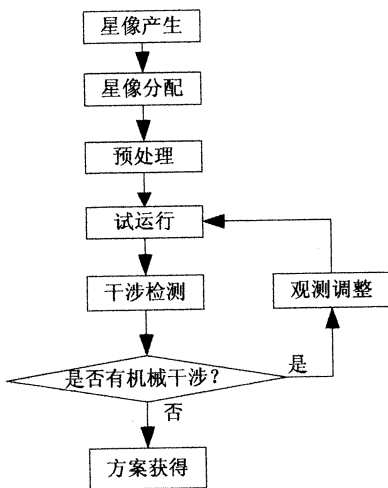 星像产生
星像分配
预处理
试运行
干涉检测
观测调整
是否有机械干涉？
是
否
方案获得